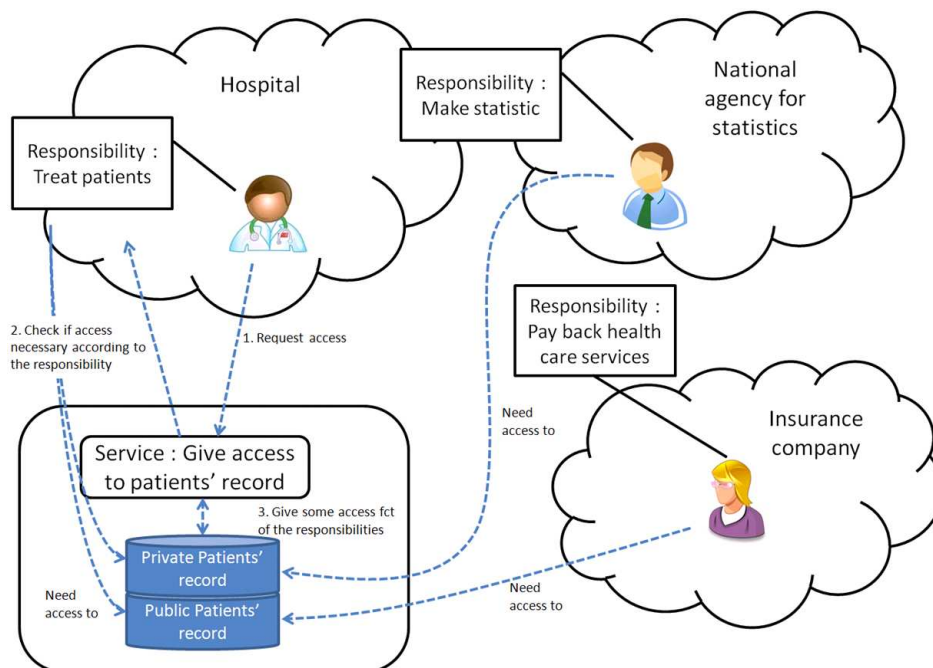 Hospital
Responsibility :
Treat patients
Responsibility :
Make statistic
National
agency for
statistics
2. Check if access
necessary according to
the responsibility
1. Request access
Responsibility :
Pay back health
care services
Insurance
company
Need
access to
Service : Give access
to patients’ record
3. Give some access fct
of the responsibilities
Private Patients’
record
Public Patients’
record
Need
access to
Need
access to